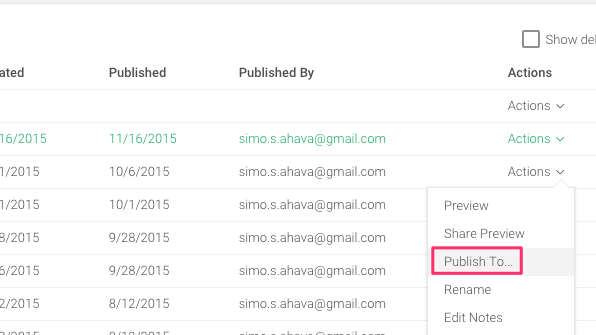 Show del
ated Published Published By Actions
Actions
16/2015 11/16/2015 simo.s.ahava@gmail.com Actions
1/2015 10/6/2015 simo.s.ahava@gmail.com Actions
1/2015 10/1/2015 simo.s.ahava@gmail.com
Preview
8/2015 9/28/2015 simo.s.ahava@gmail.com
Share Preview
6/2015 9/28/2015 simo.s.ahava@gmail.com
Publish To...
2/2015 8/12/2015 simo.s.ahava@gmail.com
Rename
Edit Notes